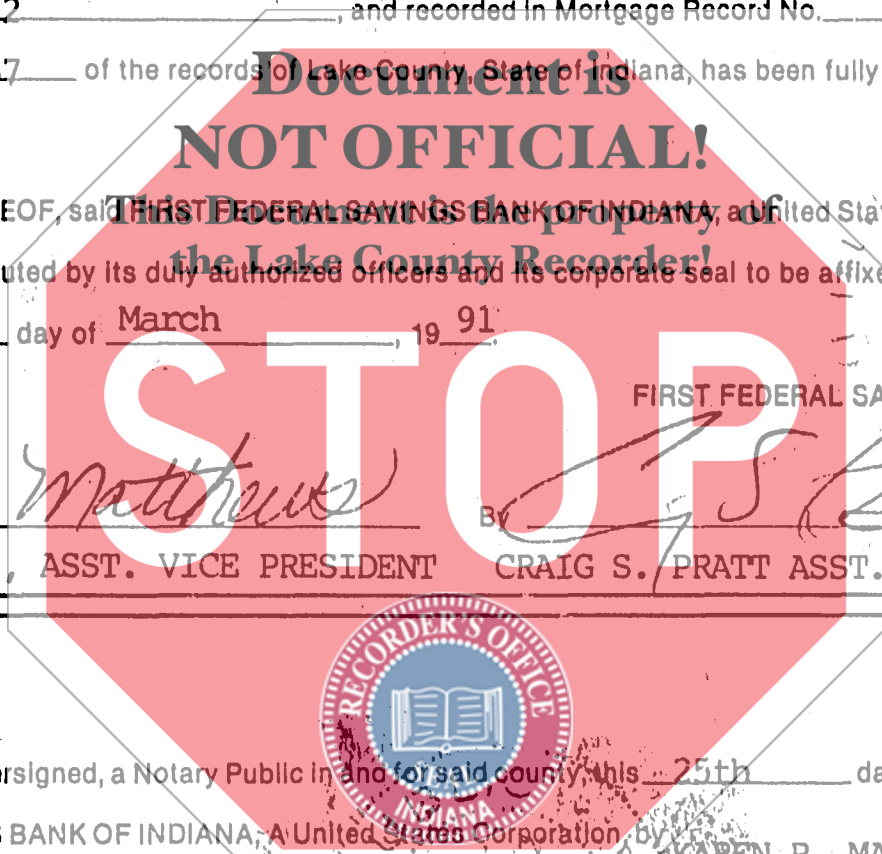 2 , and recorded in Mortgage Record No.
7 of the records of Lake County, State of Indiana, has been fully
Document is
NOT OFFICIAL!
EOF, said FIRST FEDERAL SAVINGS BANK OF INDIANA, a United Sta
This Document is the property of
uted by its duly authorized officers and its corporate seal to be affixe
the Lake County Recorder!
day of March , 19 91.
STOP
FIRST FEDERAL SA
Matthews By
, ASST. VICE PRESIDENT CRAIG S. PRATT ASST.
RECORDER'S OFFICE
INDIANA
rsigned, a Notary Public in and for said county, this 25th da
BANK OF INDIANA, A United States Corporation, by
KAREN